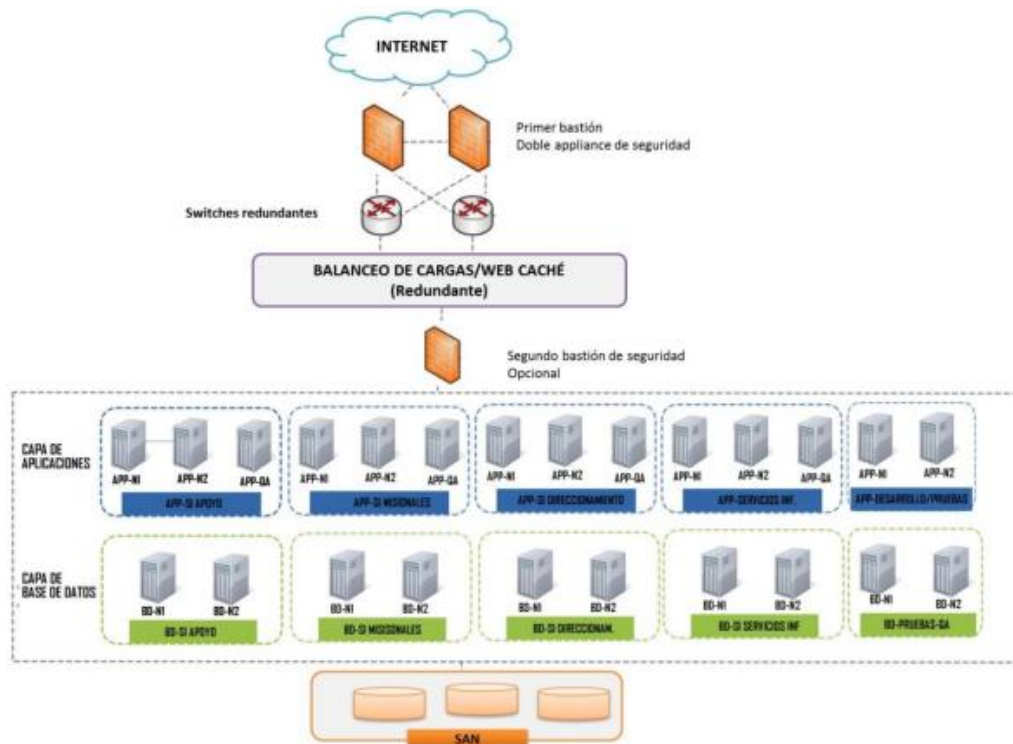 INTERNET
Primer bastión
Doble appliance de seguridad
Switches redundantes
BALANCEO DE CARGAS/WEB CACHÉ
(Redundante)
Segundo bastión de seguridad
Opcional
CAPA DE
APLICACIONES
APP-N1
APP-N2
APP-QA
APP-SI APOYO
APP-N1
APP-N2
APP-QA
APP-SI MISIONALES
APP-N1
APP-N2
APP-QA
APP-SI DIRECCIONAMIENTO
APP-N1
APP-N2
APP-QA
APP-SERVICIOS INF.
APP-N1
APP-N2
APP-DESARROLLO/PRUEBAS
CAPA DE
BASE DE DATOS
BD-N1
BD-N2
BD-SI APOYO
BD-N1
BD-N2
BD-SI MISISONALES
BD-N1
BD-N2
BD-SI DIRECCIONAM.
BD-N1
BD-N2
BD-SI SERVICIOS INF
BD-N1
BD-N2
BD-PRUEBAS-QA
SAN